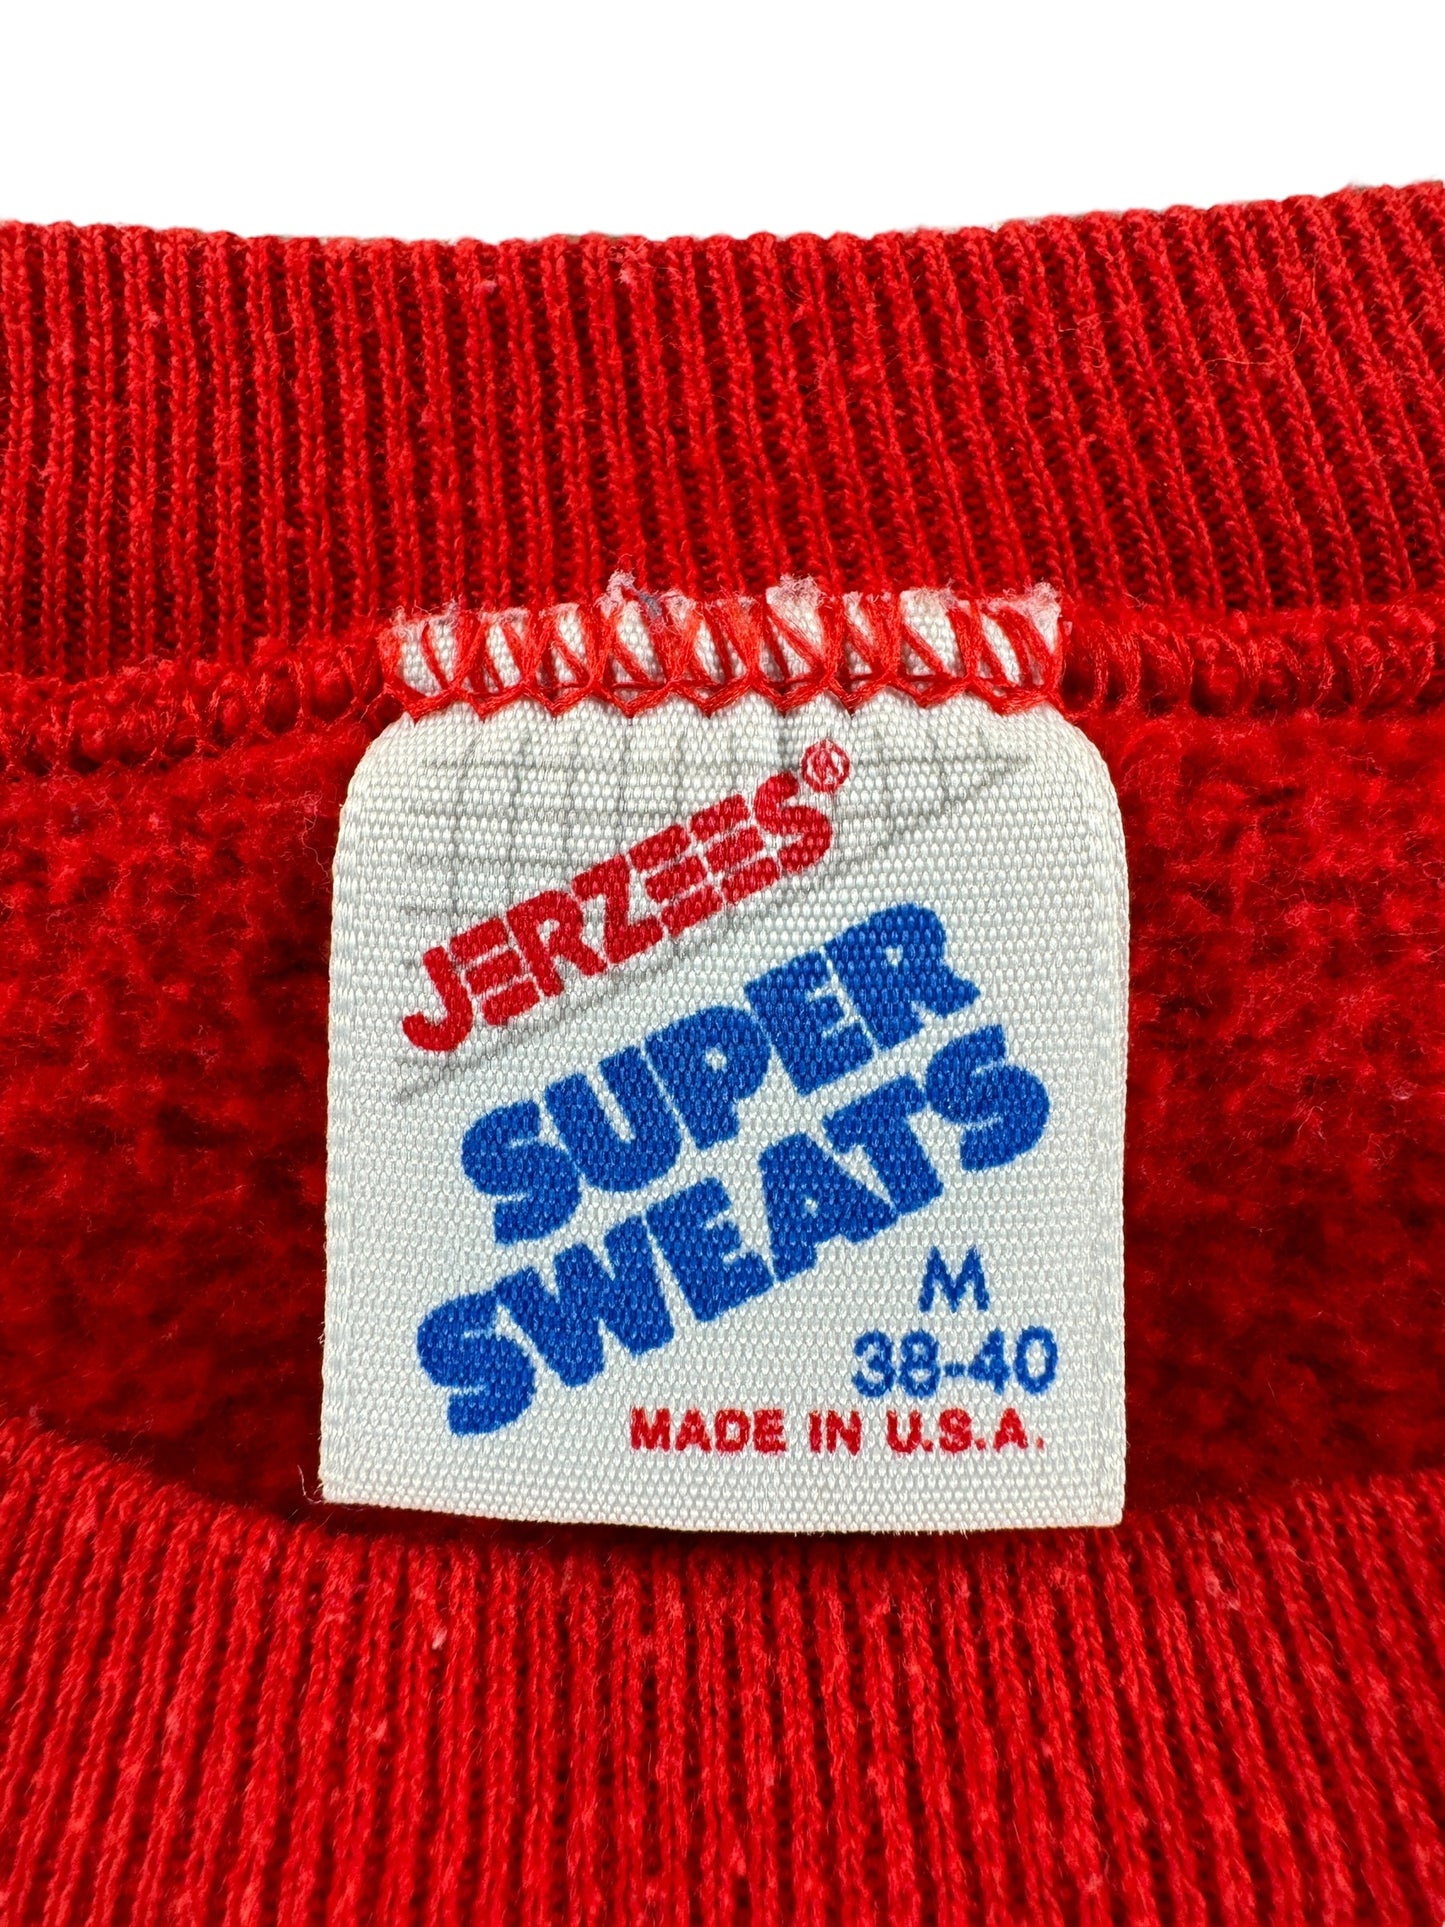 JERZEES®
SUPER
SWEATS
M
38-40
MADE IN U.S.A.